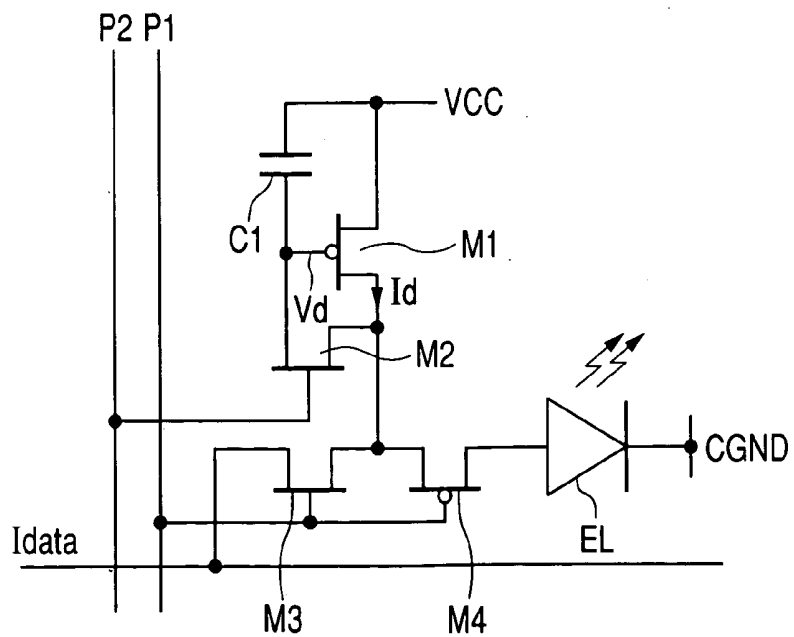 P2 P1
VCC
C1
M1
Vd
Id
M2
CGND
EL
Idata
M3
M4